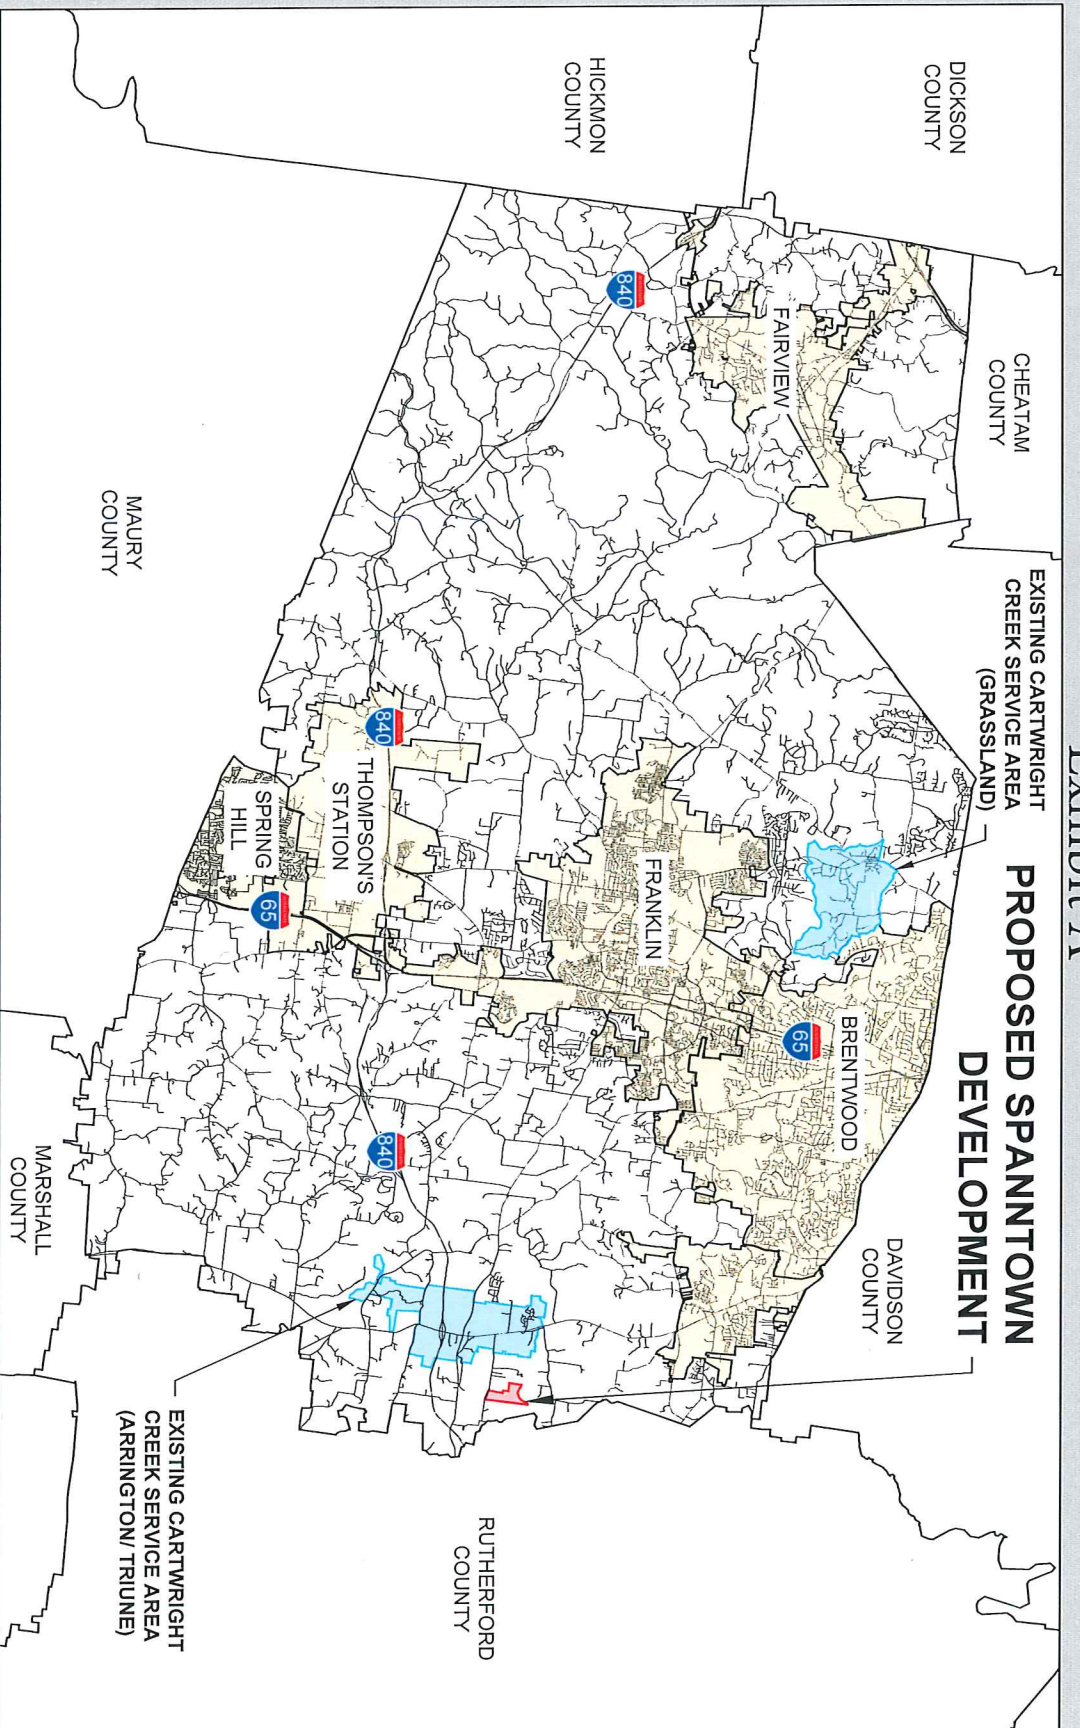 Exhibit A
PROPOSED SPANNTOWN
DEVELOPMENT
EXISTING CARTWRIGHT
CREEK SERVICE AREA
(GRASSLAND)
DICKSON
COUNTY
CHEATAM
COUNTY
HICKMON
COUNTY
DAVIDSON
COUNTY
FAIRVIEW
BRENTWOOD
65
840
FRANKLIN
840
THOMPSON'S
STATION
SPRING
HILL
65
840
MAURY
COUNTY
RUTHERFORD
COUNTY
EXISTING CARTWRIGHT
CREEK SERVICE AREA
(ARRINGTON/ TRIUNE)
MARSHALL
COUNTY